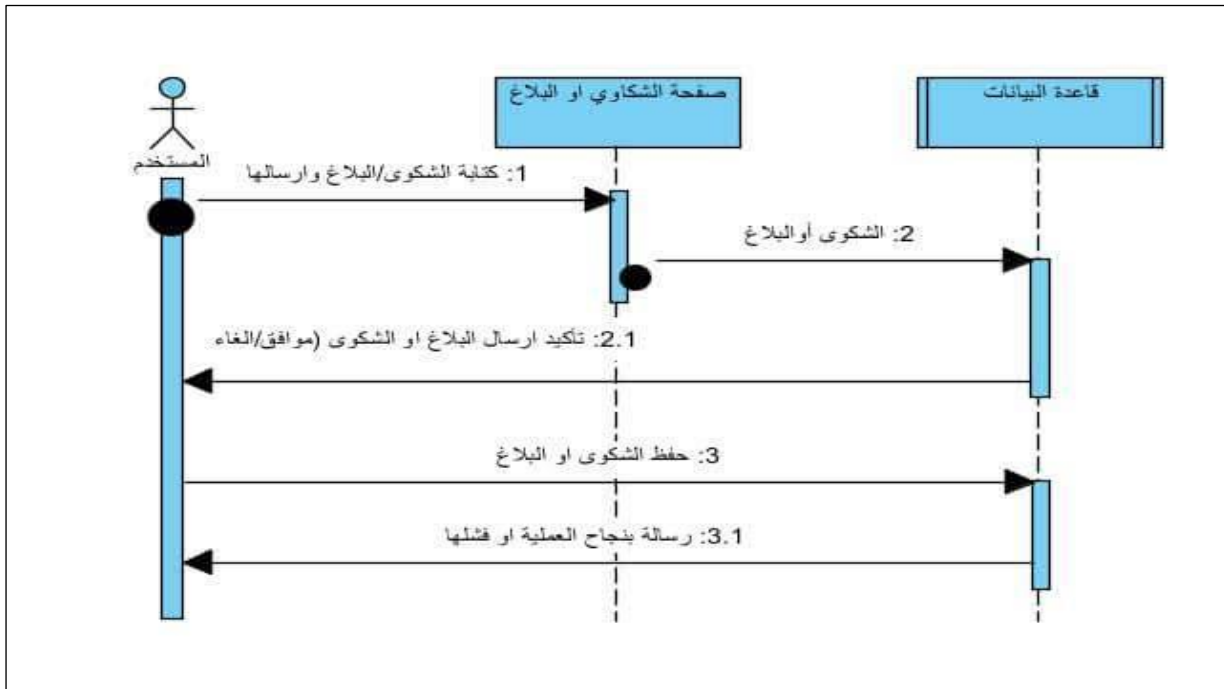 صفحة الشكاوي او البلاغ
قاعدة البيانات
المستخدم
1: كتابة الشكوى/البلاغ وارسالها
2: الشكوى أوالبلاغ
2.1: تأكيد ارسال البلاغ او الشكوى (موافق/الغاء
3: حفظ الشكوى او البلاغ
3.1: رسالة بنجاح العملية او فشلها